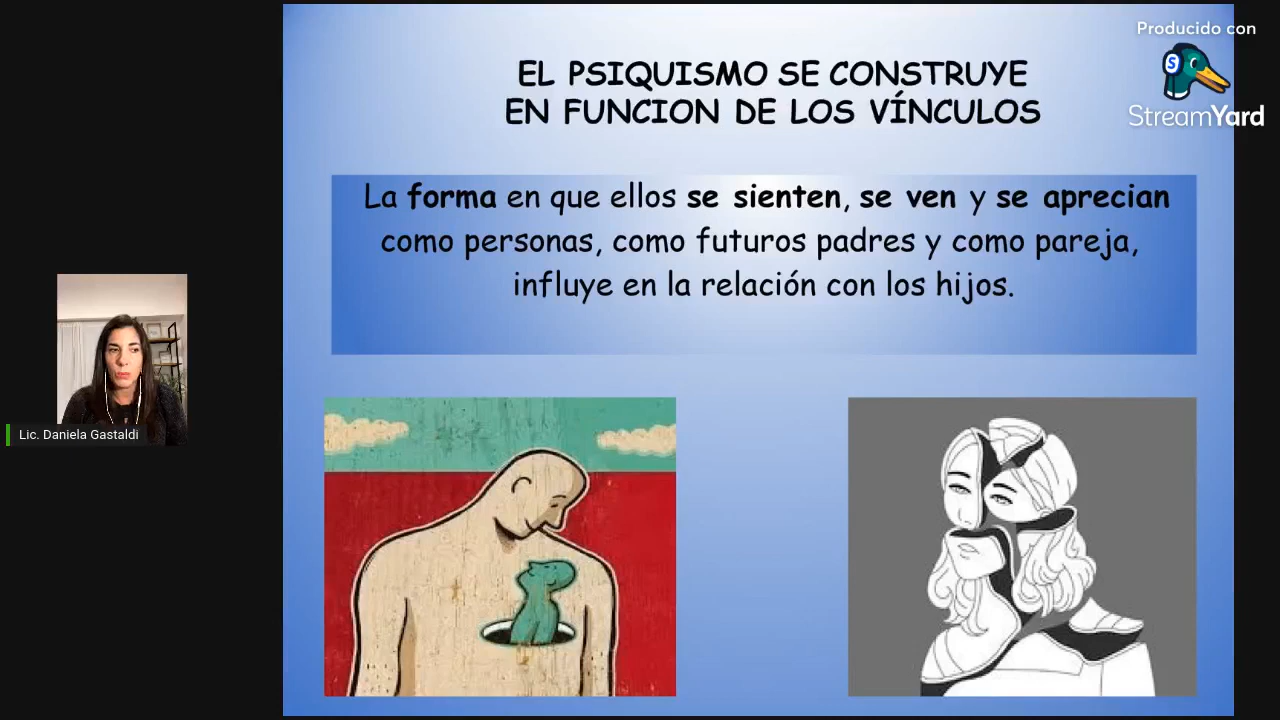 Producido con
StreamYard
EL PSIQUISMO SE CONSTRUYE
EN FUNCION DE LOS VÍNCULOS
La forma en que ellos se sienten, se ven y se aprecian
como personas, como futuros padres y como pareja,
influye en la relación con los hijos.
Lic. Daniela Gastaldi